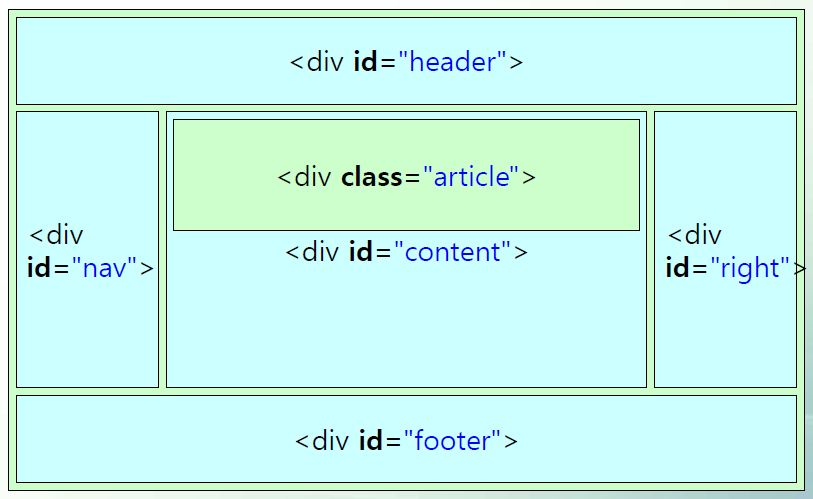 <div id="header">
<div class="article">
<div
id="nav">
<div id="content">
<div
id="right">
<div id="footer">